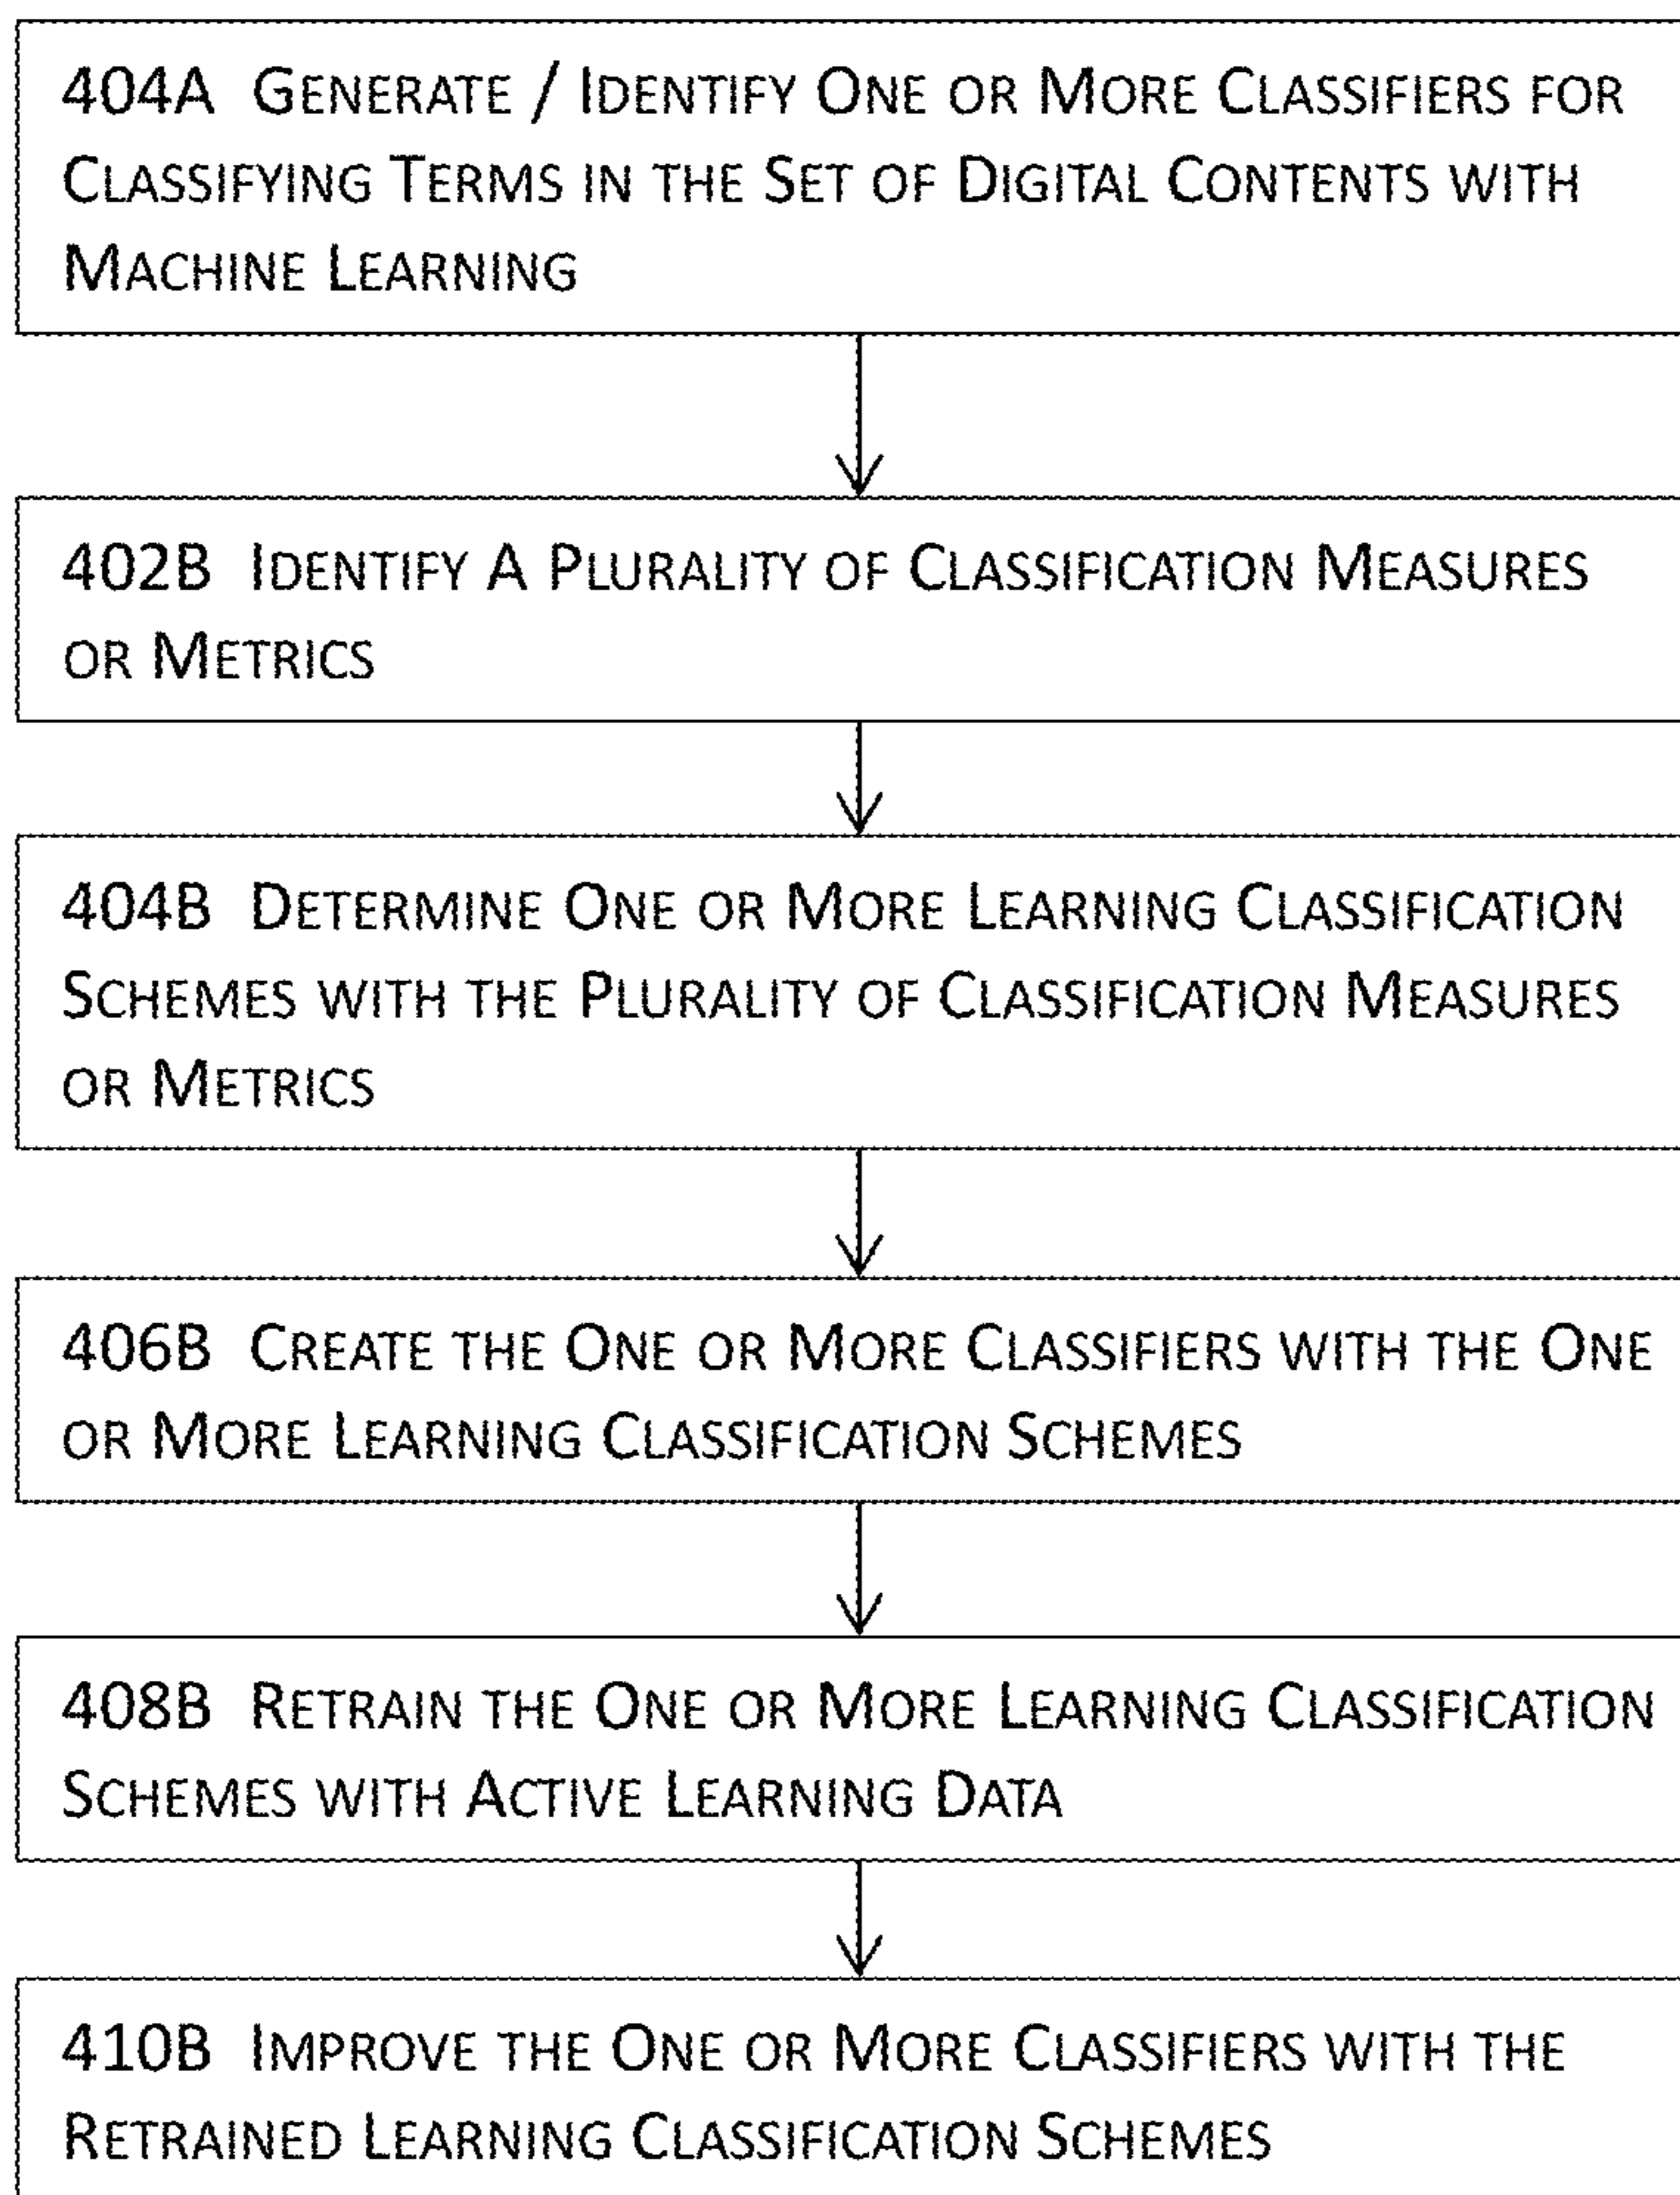 404A Generate / Identify One or More Classifiers for
Classifying Terms in the Set of Digital Contents with
Machine Learning
402B Identify A Plurality of Classification Measures
or Metrics
404B Determine One or More Learning Classification
Schemes with the Plurality of Classification Measures
or Metrics
406B Create the One or More Classifiers with the One
or More Learning Classification Schemes
408B Retrain the One or More Learning Classification
Schemes with Active Learning Data
410B Improve the One or More Classifiers with the
Retrained Learning Classification Schemes